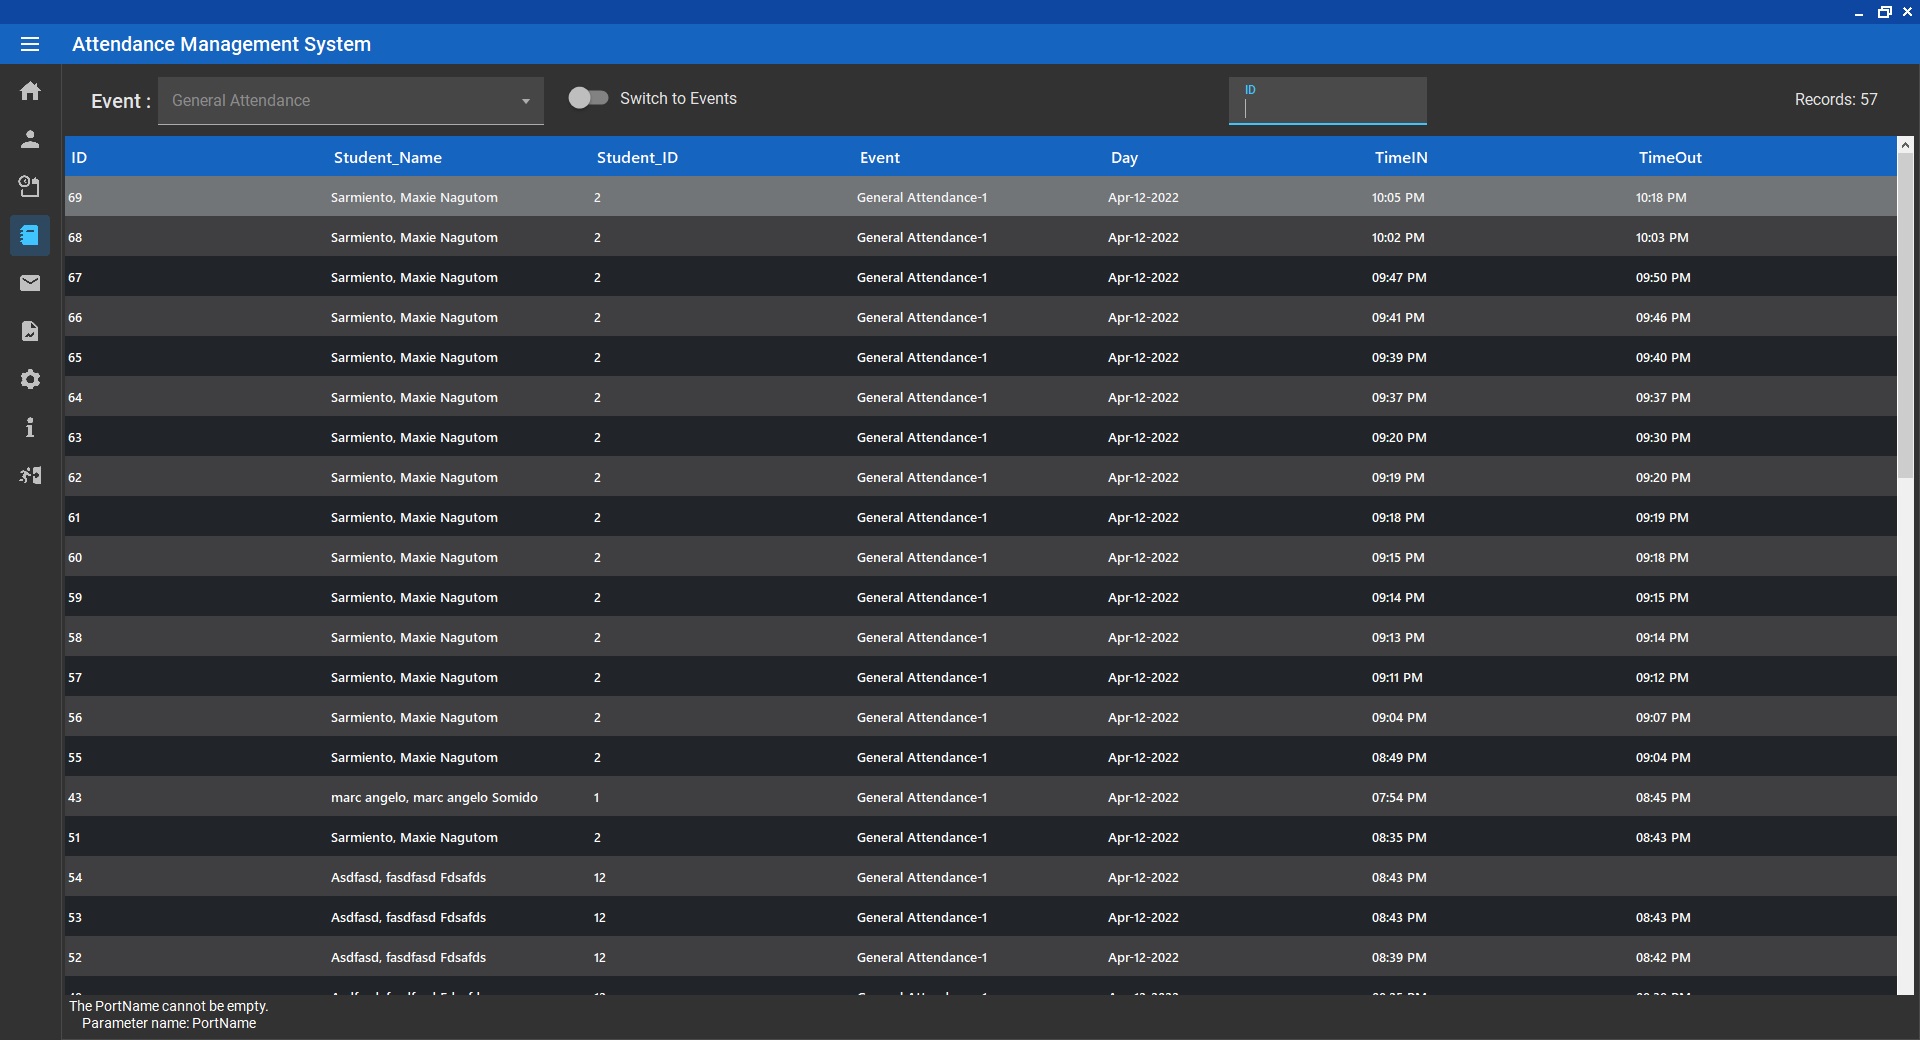 Attendance Management System
Event : General Attendance Switch to Events ID Records: 57
ID Student_Name Student_ID Event Day TimeIN TimeOut
69 Sarmiento, Maxie Nagutom 2 General Attendance-1 Apr-12-2022 10:05 PM 10:18 PM
68 Sarmiento, Maxie Nagutom 2 General Attendance-1 Apr-12-2022 10:02 PM 10:03 PM
67 Sarmiento, Maxie Nagutom 2 General Attendance-1 Apr-12-2022 09:47 PM 09:50 PM
66 Sarmiento, Maxie Nagutom 2 General Attendance-1 Apr-12-2022 09:41 PM 09:46 PM
65 Sarmiento, Maxie Nagutom 2 General Attendance-1 Apr-12-2022 09:39 PM 09:40 PM
64 Sarmiento, Maxie Nagutom 2 General Attendance-1 Apr-12-2022 09:37 PM 09:37 PM
63 Sarmiento, Maxie Nagutom 2 General Attendance-1 Apr-12-2022 09:20 PM 09:30 PM
62 Sarmiento, Maxie Nagutom 2 General Attendance-1 Apr-12-2022 09:19 PM 09:20 PM
61 Sarmiento, Maxie Nagutom 2 General Attendance-1 Apr-12-2022 09:18 PM 09:19 PM
60 Sarmiento, Maxie Nagutom 2 General Attendance-1 Apr-12-2022 09:15 PM 09:18 PM
59 Sarmiento, Maxie Nagutom 2 General Attendance-1 Apr-12-2022 09:14 PM 09:15 PM
58 Sarmiento, Maxie Nagutom 2 General Attendance-1 Apr-12-2022 09:13 PM 09:14 PM
57 Sarmiento, Maxie Nagutom 2 General Attendance-1 Apr-12-2022 09:11 PM 09:12 PM
56 Sarmiento, Maxie Nagutom 2 General Attendance-1 Apr-12-2022 09:04 PM 09:07 PM
55 Sarmiento, Maxie Nagutom 2 General Attendance-1 Apr-12-2022 08:49 PM 09:04 PM
43 marc angelo, marc angelo Somido 1 General Attendance-1 Apr-12-2022 07:54 PM 08:45 PM
51 Sarmiento, Maxie Nagutom 2 General Attendance-1 Apr-12-2022 08:35 PM 08:43 PM
54 Asdfasd, fasdfasd Fdsafds 12 General Attendance-1 Apr-12-2022 08:43 PM
53 Asdfasd, fasdfasd Fdsafds 12 General Attendance-1 Apr-12-2022 08:43 PM 08:43 PM
52 Asdfasd, fasdfasd Fdsafds 12 General Attendance-1 Apr-12-2022 08:39 PM 08:42 PM
The PortName cannot be empty.
Parameter name: PortName